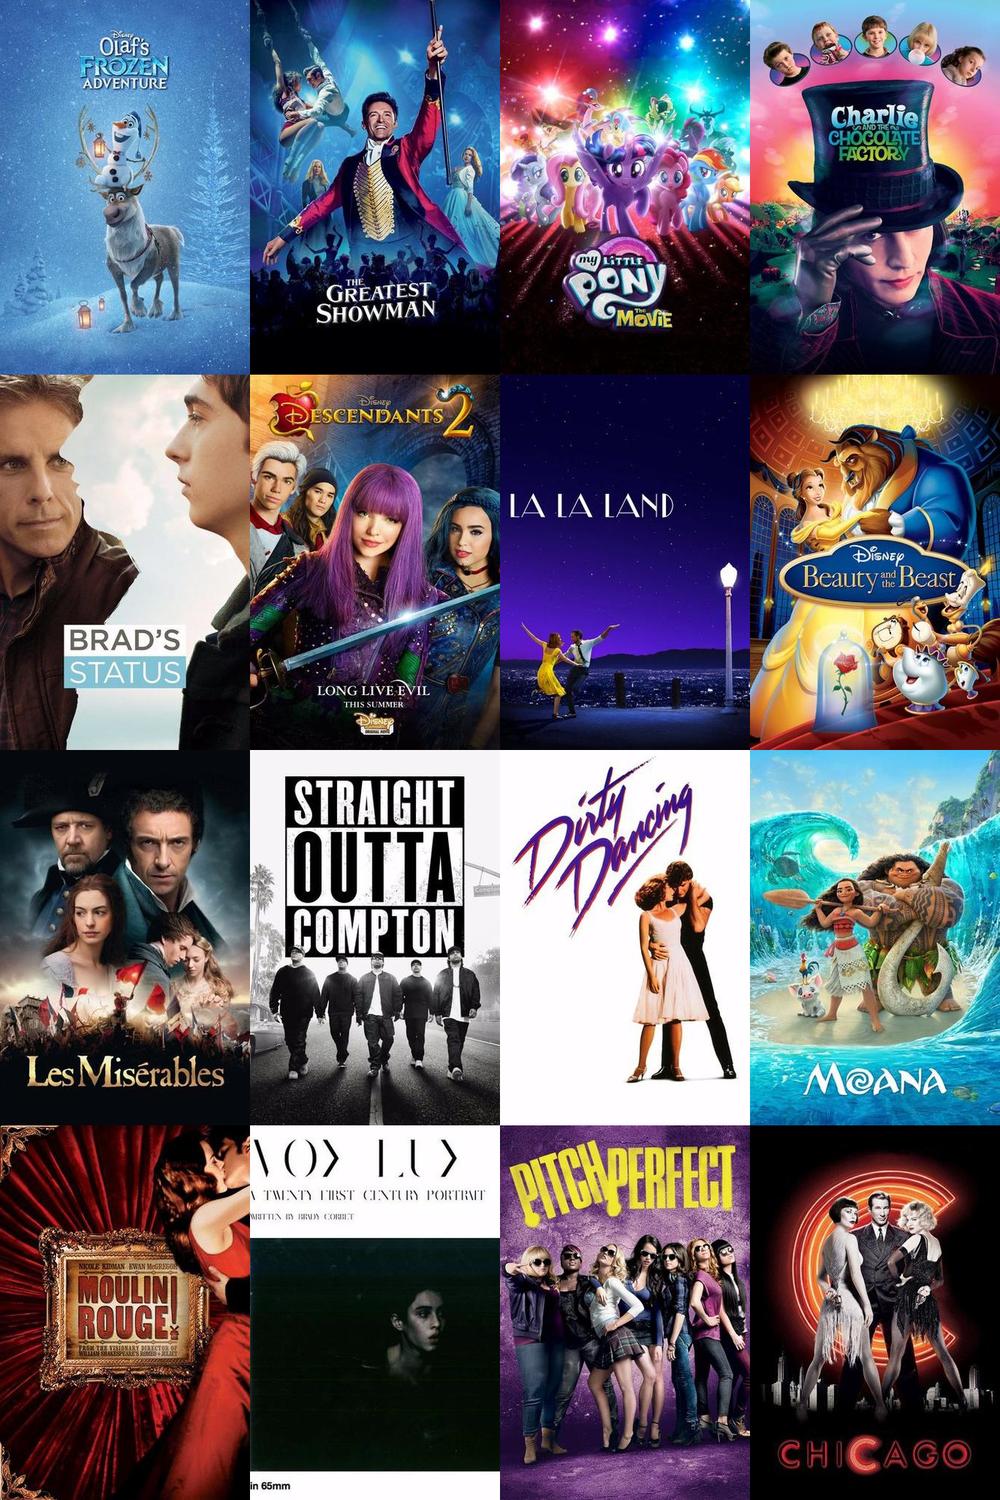 Disney
Olaf's
FROZEN
ADVENTURE
THE
GREATEST
SHOWMAN
my LITTLE
PONY
THE
MOVIE
Charlie
AND THE
CHOCOLATE
FACTORY
BRAD'S
STATUS
Disney
DESCENDANTS 2
LONG LIVE EVIL
THIS SUMMER
Disney
CHANNEL
ORIGINAL MOVIE
LA LA LAND
Disney
Beauty and the Beast
Les Misérables
STRAIGHT
OUTTA
COMPTON
Dirty
Dancing
MOANA
NICOLE KIDMAN EWAN McGREGOR
MOULIN
ROUGE!
FROM THE VISIONARY DIRECTOR OF
WILLIAM SHAKESPEARE'S ROMEO + JULIET
VOX LUX
A TWENTY FIRST CENTURY PORTRAIT
WRITTEN BY BRADY CORBET
in 65mm
PITCH PERFECT
CHICAGO